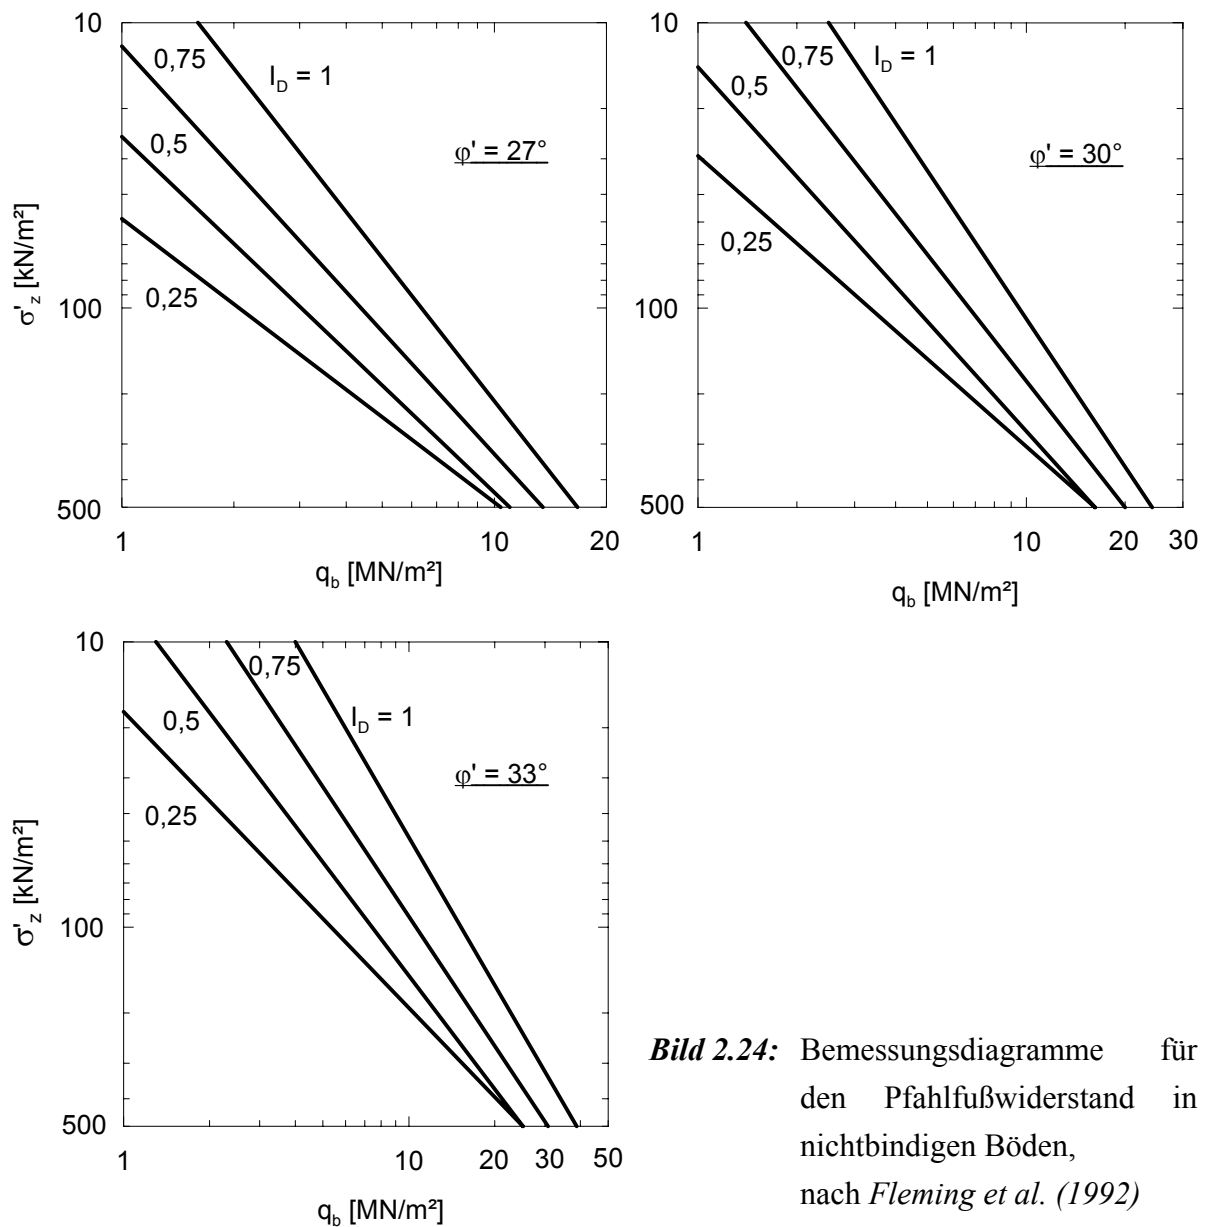 10
0,75
I_D = 1
0,5
φ' = 27°
0,25
100
500
σ'_z [kN/m²]
1
10
20
q_b [MN/m²]
10
0,75
I_D = 1
0,5
φ' = 30°
0,25
100
500
1
10
30
q_b [MN/m²]
10
0,75
I_D = 1
0,5
φ' = 33°
0,25
100
500
σ'_z [kN/m²]
1
10
20
30
50
q_b [MN/m²]
Bild 2.24: Bemessungsdiagramme für
den Pfahlfußwiderstand in
nichtbindigen Böden,
nach Fleming et al. (1992)